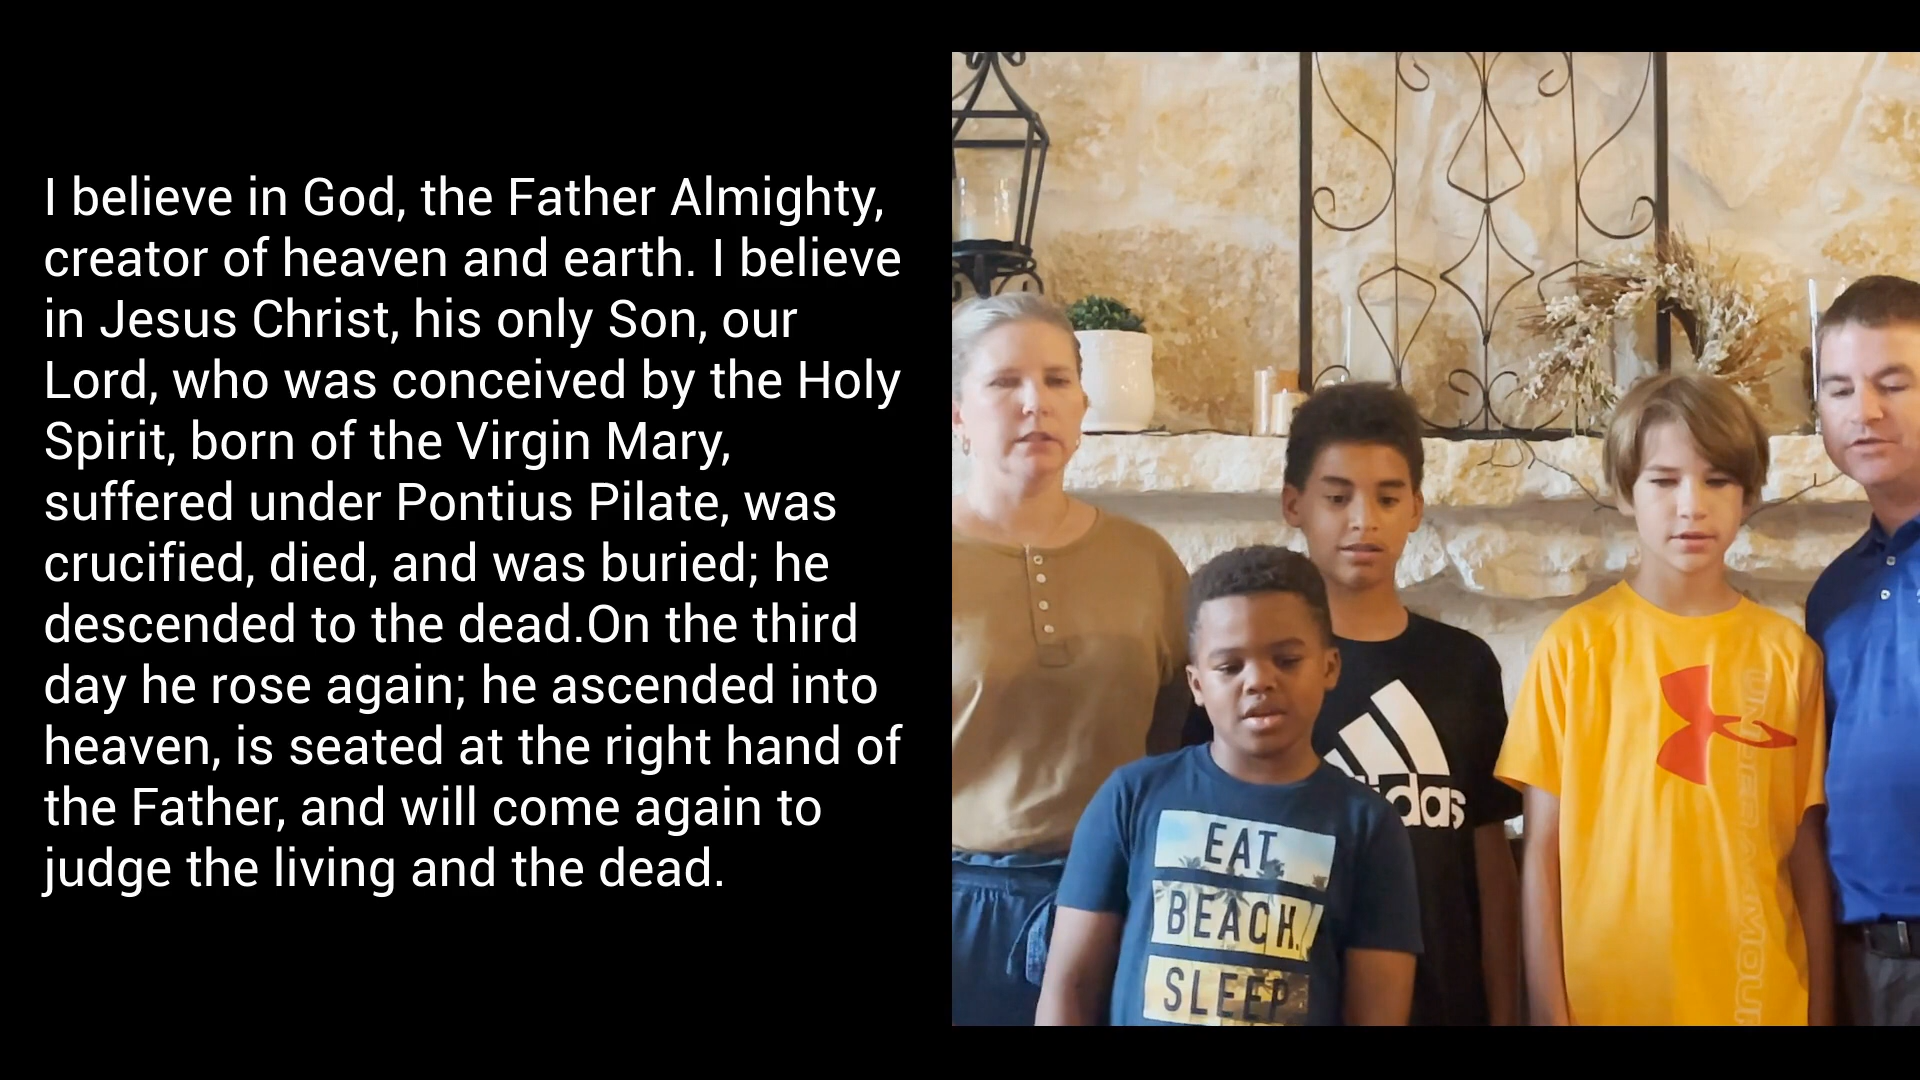 I believe in God, the Father Almighty,
creator of heaven and earth. I believe
in Jesus Christ, his only Son, our
Lord, who was conceived by the Holy
Spirit, born of the Virgin Mary,
suffered under Pontius Pilate, was
crucified, died, and was buried; he
descended to the dead.On the third
day he rose again; he ascended into
heaven, is seated at the right hand of
the Father, and will come again to
judge the living and the dead.
EAT
BEACH.
SLEEP
das
UNDER ARMOUR